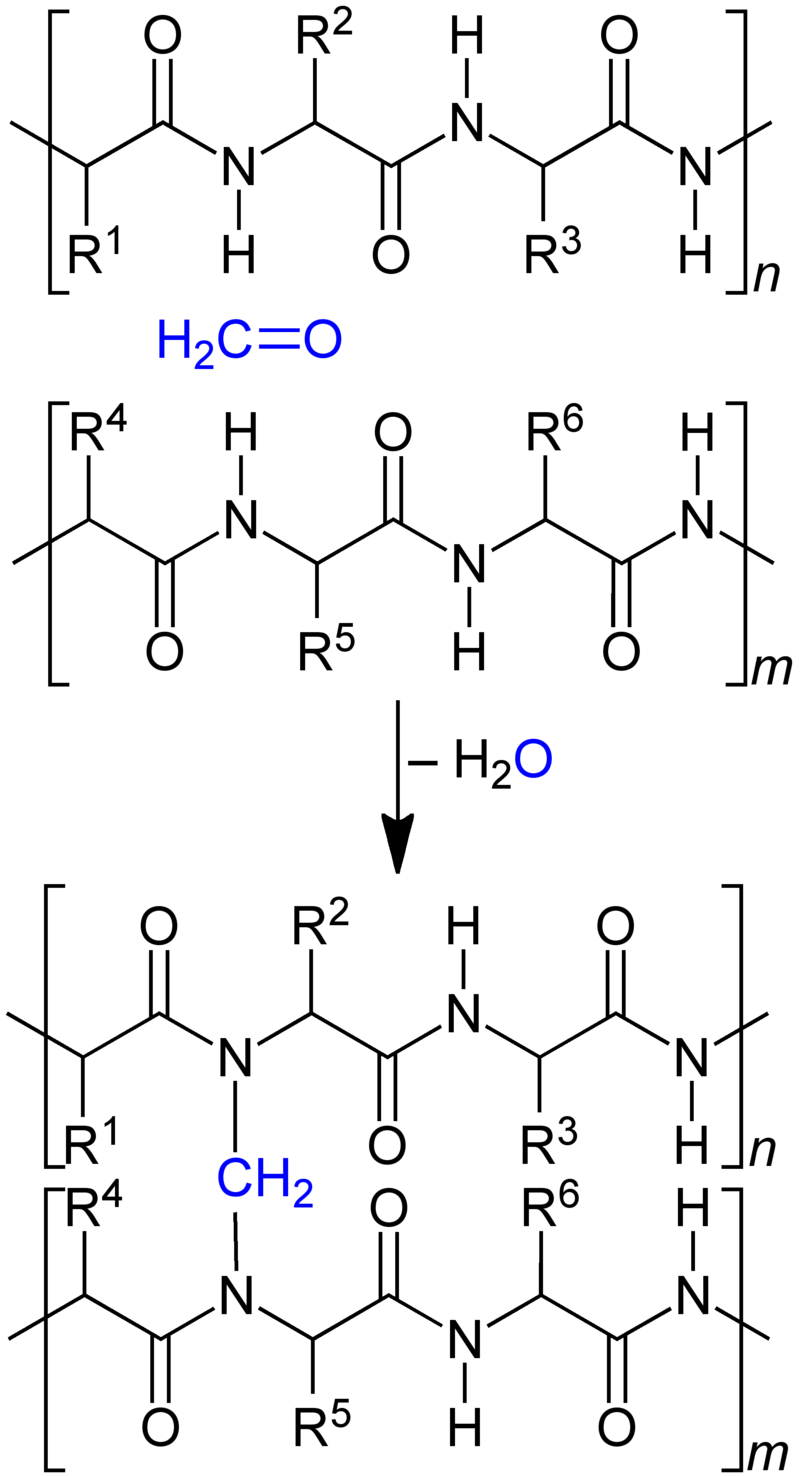 O R² H O
N N
R¹ H O R³ H n
H₂C=O
R⁴ H O R⁶ H
N N N
O R⁵ H O m
– H₂O
O R² H O
N N N
R¹ O R³ H n
CH₂
R⁴ O R⁶ H
N N N
O R⁵ H O m